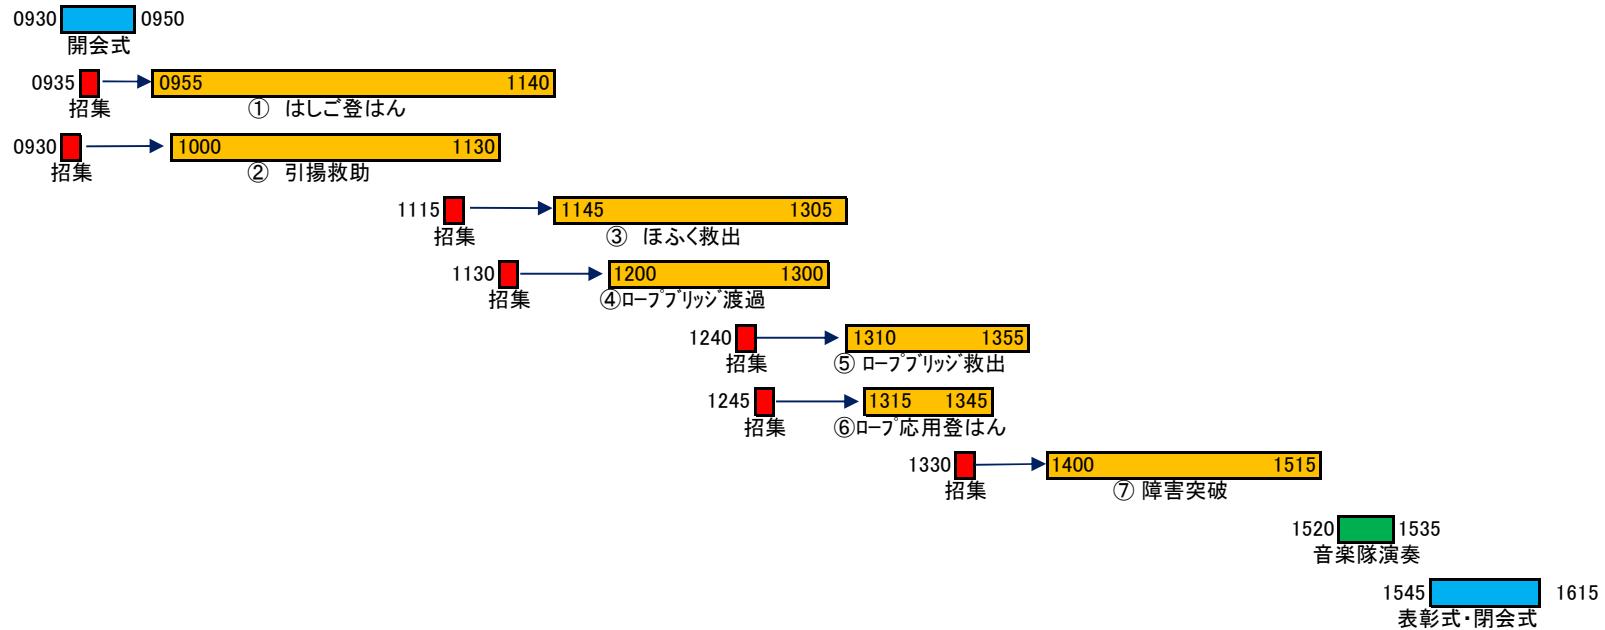 0930 0950
開会式
0935 0955 1140
招集 ① はしご登はん
0930 1000 1130
招集 ② 引揚救助
1115 1145 1305
招集 ③ ほふく救出
1130 1200 1300
招集 ④ﾛｰﾌﾟﾌﾞﾘｯｼﾞ渡過
1240 1310 1355
招集 ⑤ ﾛｰﾌﾟﾌﾞﾘｯｼﾞ救出
1245 1315 1345
招集 ⑥ﾛｰﾌﾟ応用登はん
1330 1400 1515
招集 ⑦ 障害突破
1520 1535
音楽隊演奏
1545 1615
表彰式・閉会式